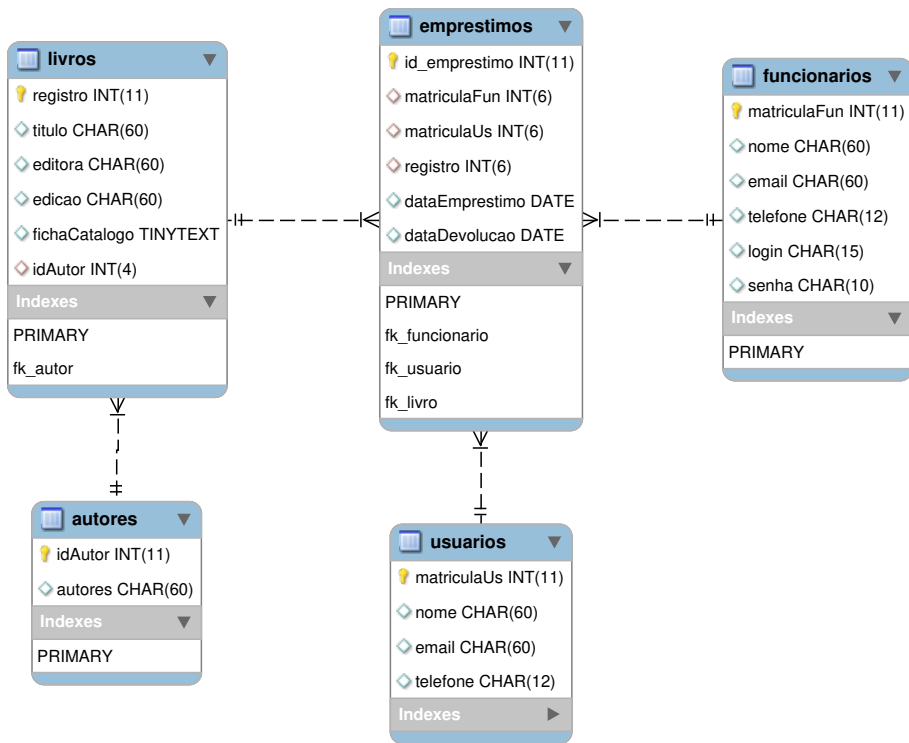 livros
registro INT(11)
titulo CHAR(60)
editora CHAR(60)
edicao CHAR(60)
fichaCatalogo TINYTEXT
idAutor INT(4)
Indexes
PRIMARY
fk_autor
emprestimos
id_emprestimo INT(11)
matriculaFun INT(6)
matriculaUs INT(6)
registro INT(6)
dataEmprestimo DATE
dataDevolucao DATE
Indexes
PRIMARY
fk_funcionario
fk_usuario
fk_livro
funcionarios
matriculaFun INT(11)
nome CHAR(60)
email CHAR(60)
telefone CHAR(12)
login CHAR(15)
senha CHAR(10)
Indexes
PRIMARY
autores
idAutor INT(11)
autores CHAR(60)
Indexes
PRIMARY
usuarios
matriculaUs INT(11)
nome CHAR(60)
email CHAR(60)
telefone CHAR(12)
Indexes